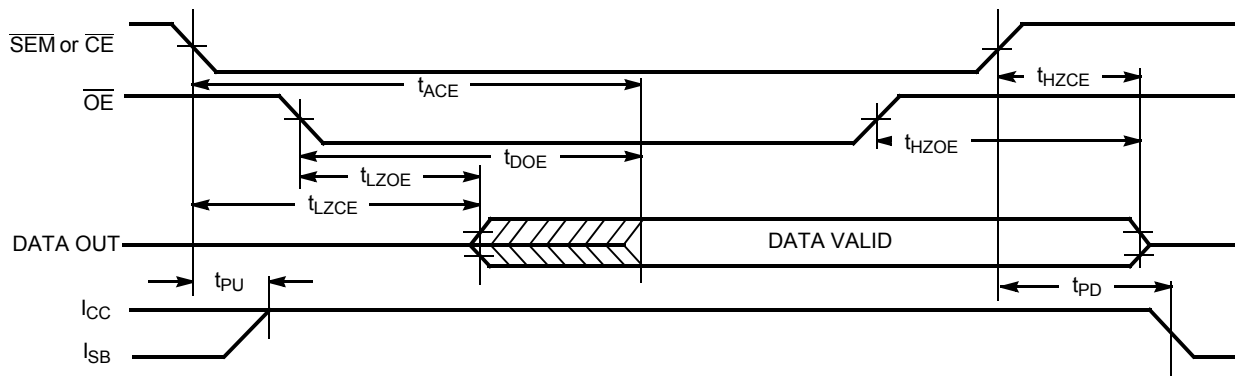 SEM or CE
tHZCE
tACE
OE
tHZOE
tDOE
tLZOE
tLZCE
DATA OUT
DATA VALID
tPU
tPD
ICC
ISB